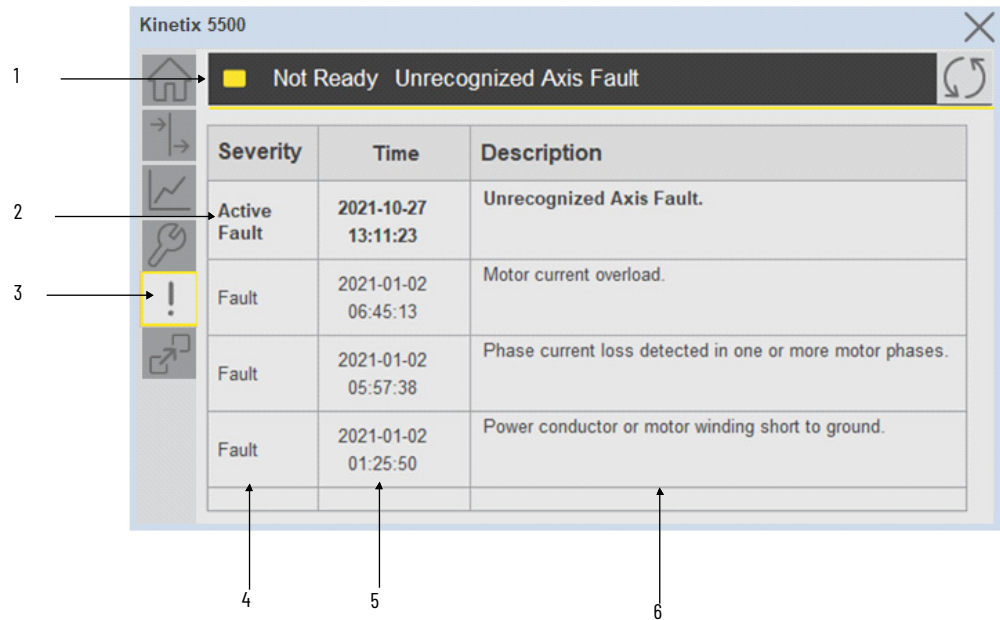 Kinetix 5500
1
Not Ready Unrecognized Axis Fault
Severity Time Description
2
Active
Fault
2021-10-27
13:11:23
Unrecognized Axis Fault.
3
Fault
2021-01-02
06:45:13
Motor current overload.
Fault
2021-01-02
05:57:38
Phase current loss detected in one or more motor phases.
Fault
2021-01-02
01:25:50
Power conductor or motor winding short to ground.
4
5
6